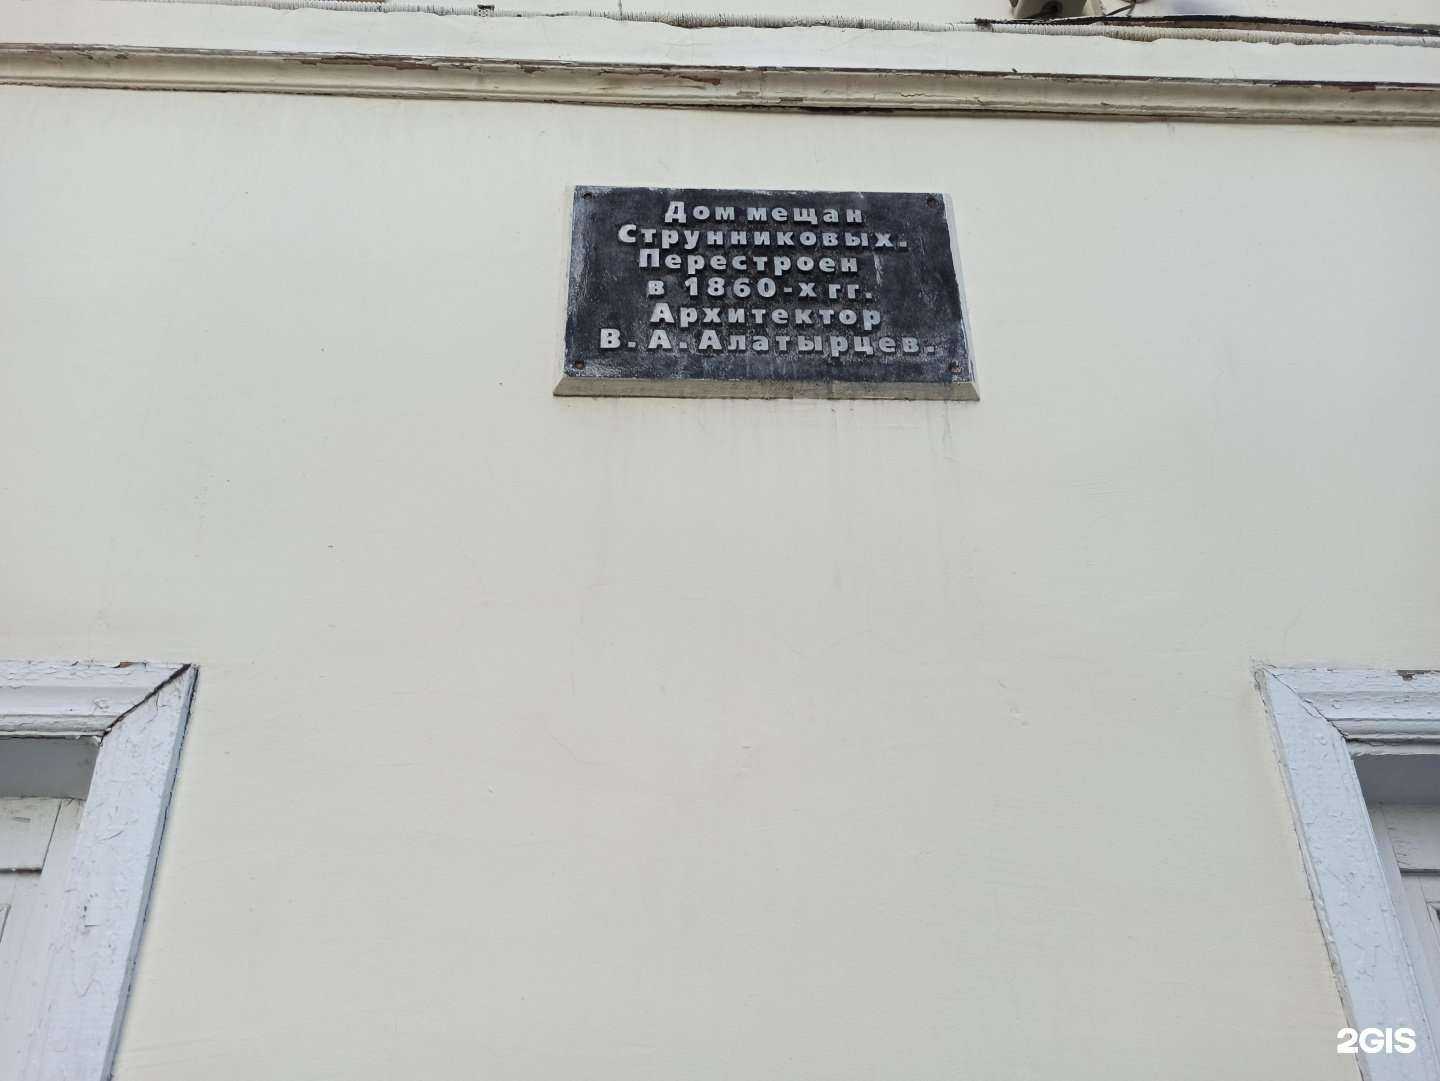 Дом мещан
Струнниковых.
Перестроен
в 1860-х гг.
Архитектор
В. А. Алатырцев.
2GIS